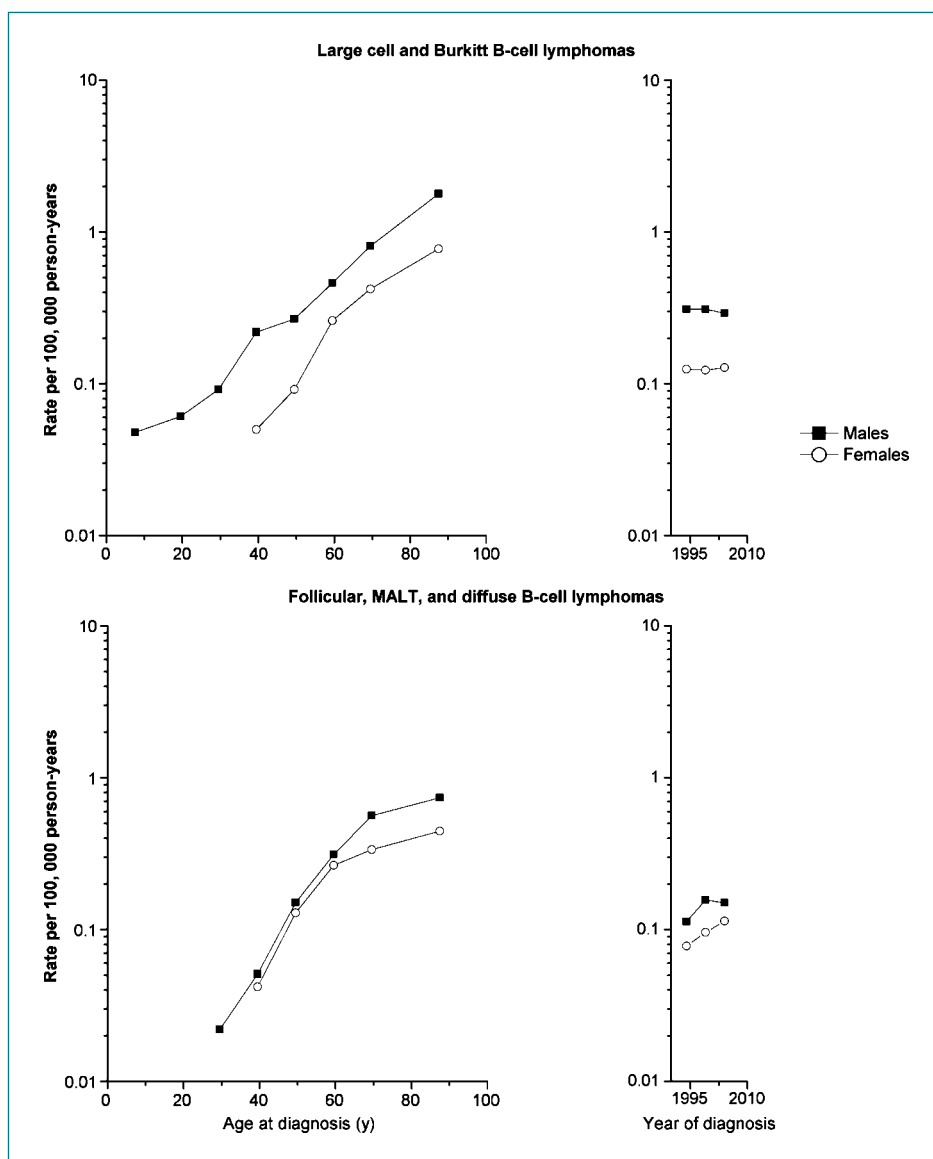 Large cell and Burkitt B-cell lymphomas
10
1
0.1
0.01
Rate per 100, 000 person-years
0 20 40 60 80 100
10
1
0.1
0.01
1995 2010
Males
Females
Follicular, MALT, and diffuse B-cell lymphomas
10
1
0.1
0.01
Rate per 100, 000 person-years
0 20 40 60 80 100
Age at diagnosis (y)
10
1
0.1
0.01
1995 2010
Year of diagnosis